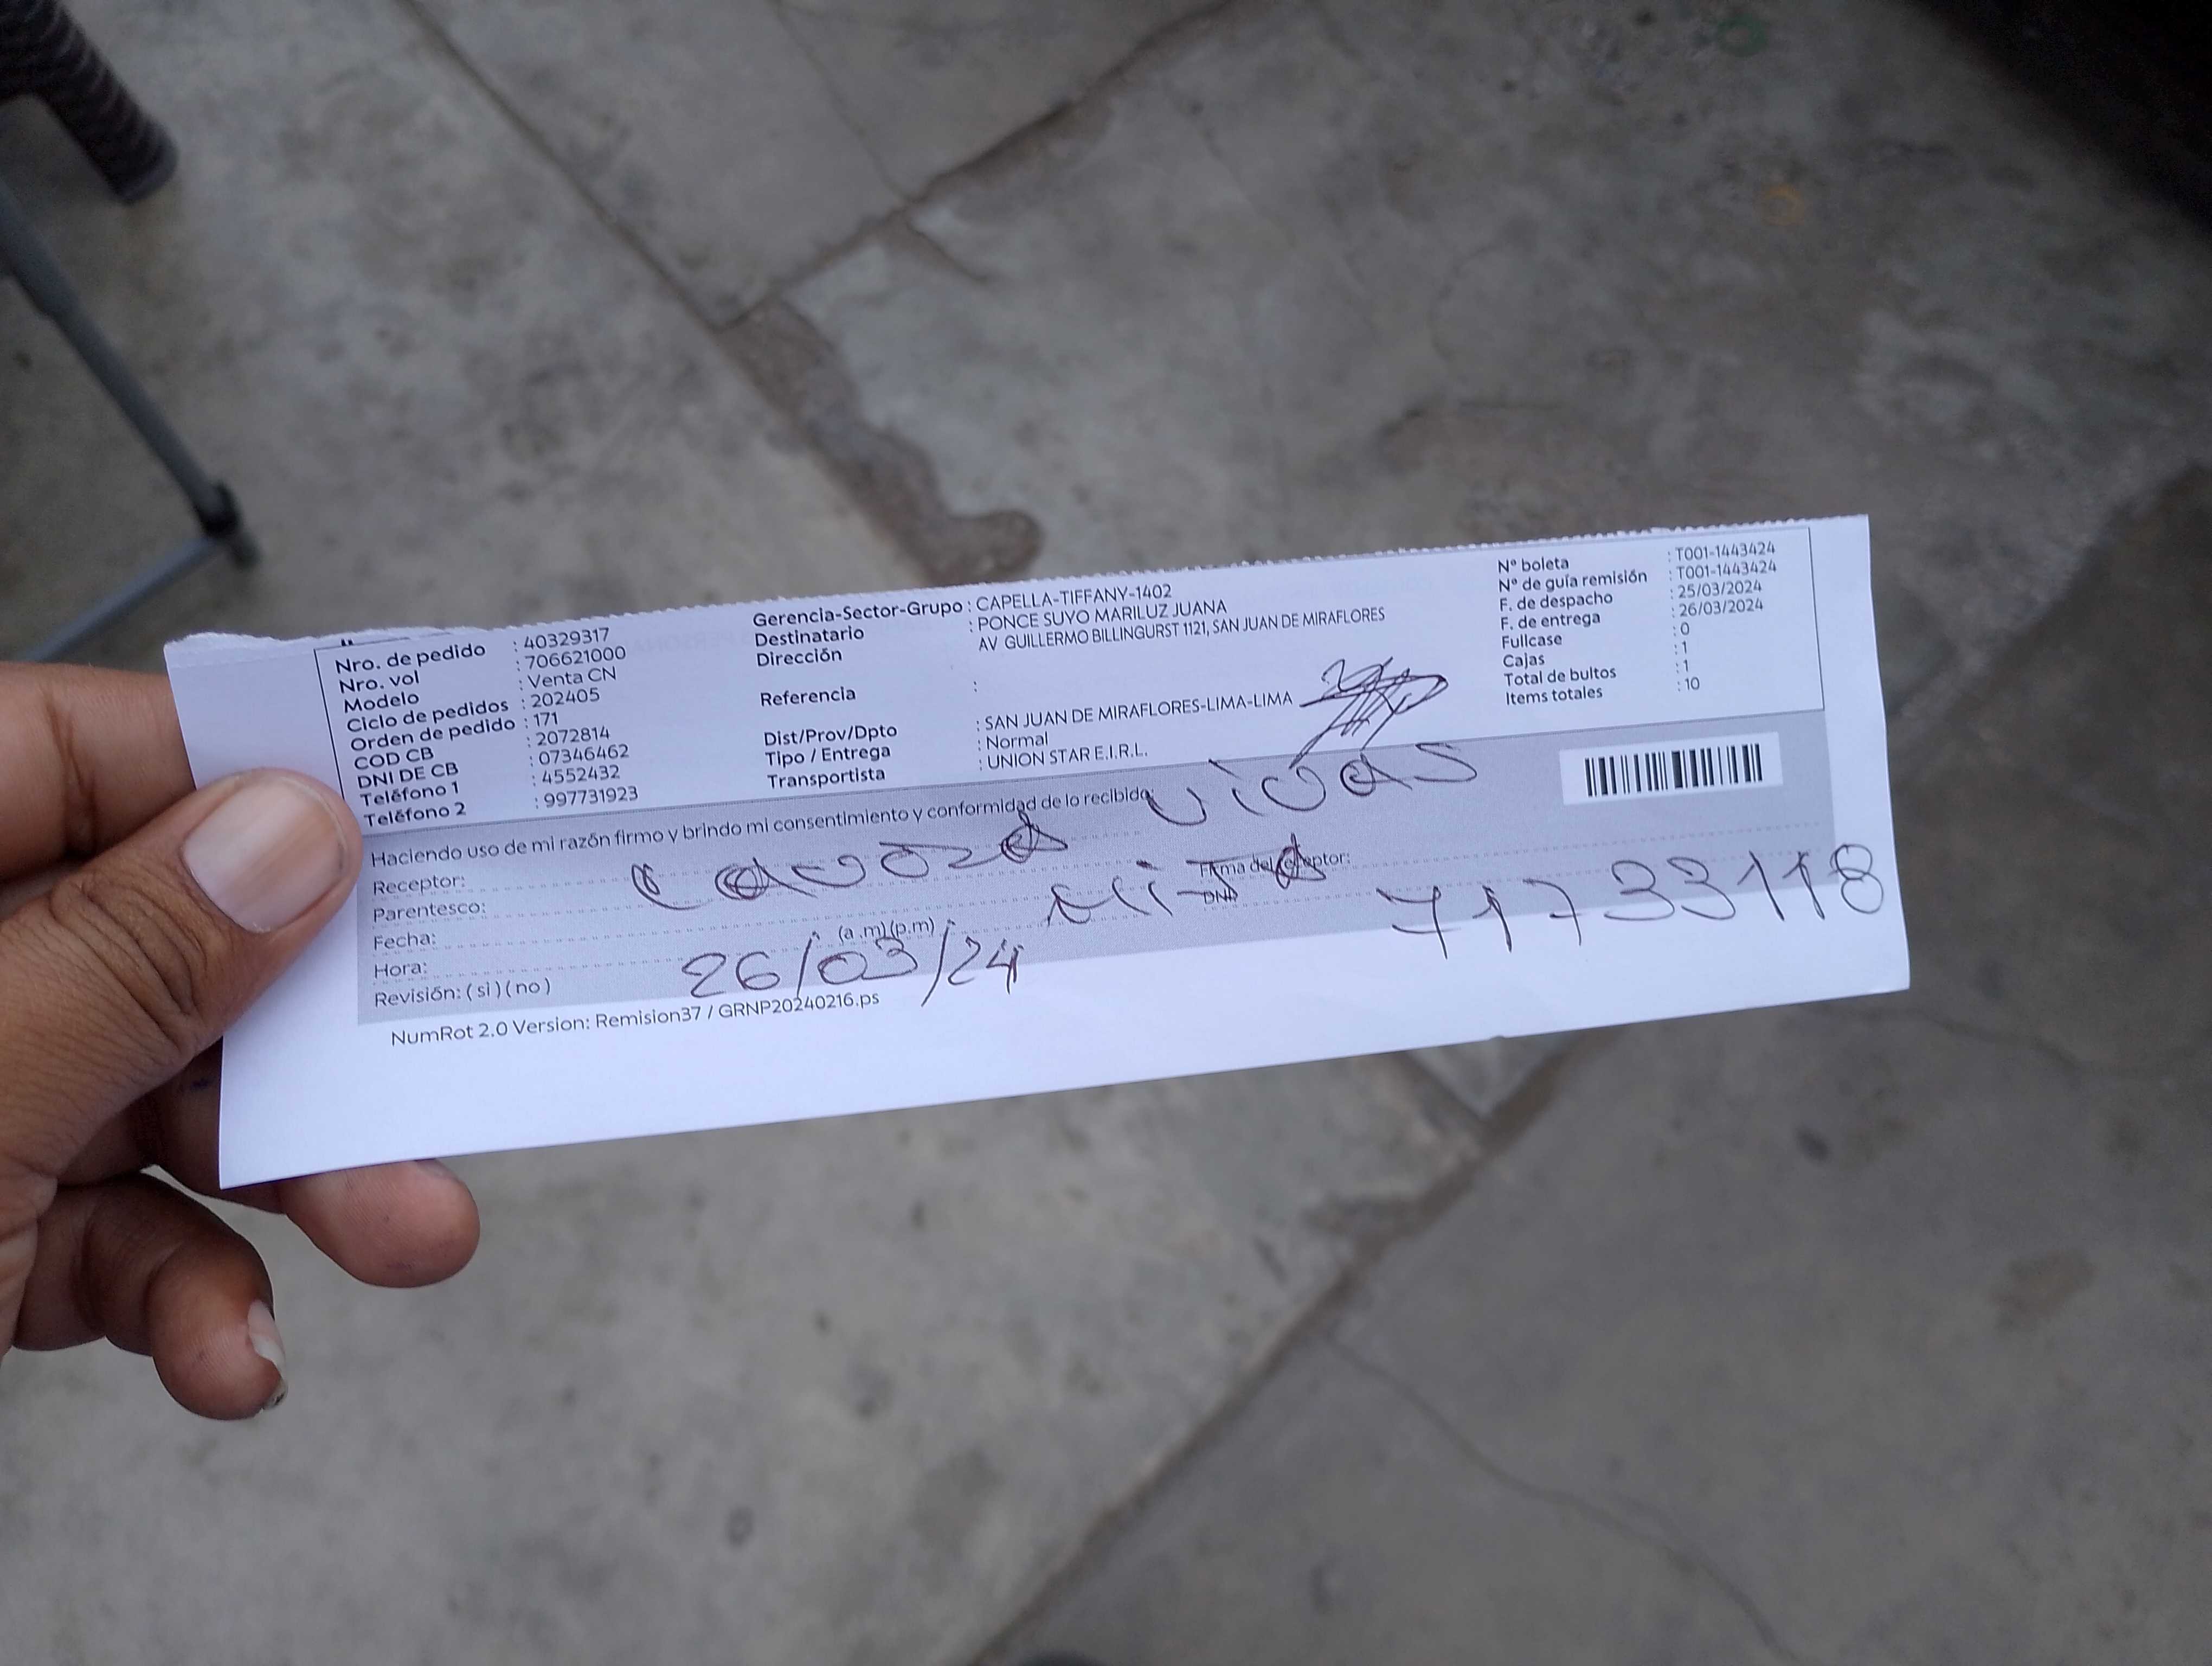 Nro. de pedido : 40329317
Nro. vol : 706621000
Modelo : Venta CN
Ciclo de pedidos : 202405
Orden de pedido : 171
COD CB : 2072814
DNI DE CB : 07346462
Teléfono 1 : 4552432
Teléfono 2 : 997731923
Gerencia-Sector-Grupo : CAPELLA-TIFFANY-1402
Destinatario : PONCE SUYO MARILUZ JUANA
Dirección AV GUILLERMO BILLINGURST 1121, SAN JUAN DE MIRAFLORES
Referencia :
Dist/Prov/Dpto : SAN JUAN DE MIRAFLORES-LIMA-LIMA
Tipo / Entrega : Normal
Transportista : UNION STAR E.I.R.L.
Nº boleta : T001-1443424
Nº de guía remisión : T001-1443424
F. de despacho : 25/03/2024
F. de entrega : 26/03/2024
Fullcase : 0
Cajas : 1
Total de bultos : 1
Items totales : 10
Haciendo uso de mi razón firmo y brindo mi consentimiento y conformidad de lo recibido:
Receptor:
Parentesco:
Firma del receptor:
DNI
71733118
Fecha:
Hora: (a .m) (p.m)
26/03/24
Revisión: ( si ) ( no )
NumRot 2.0 Version: Remision37 / GRNP20240216.ps